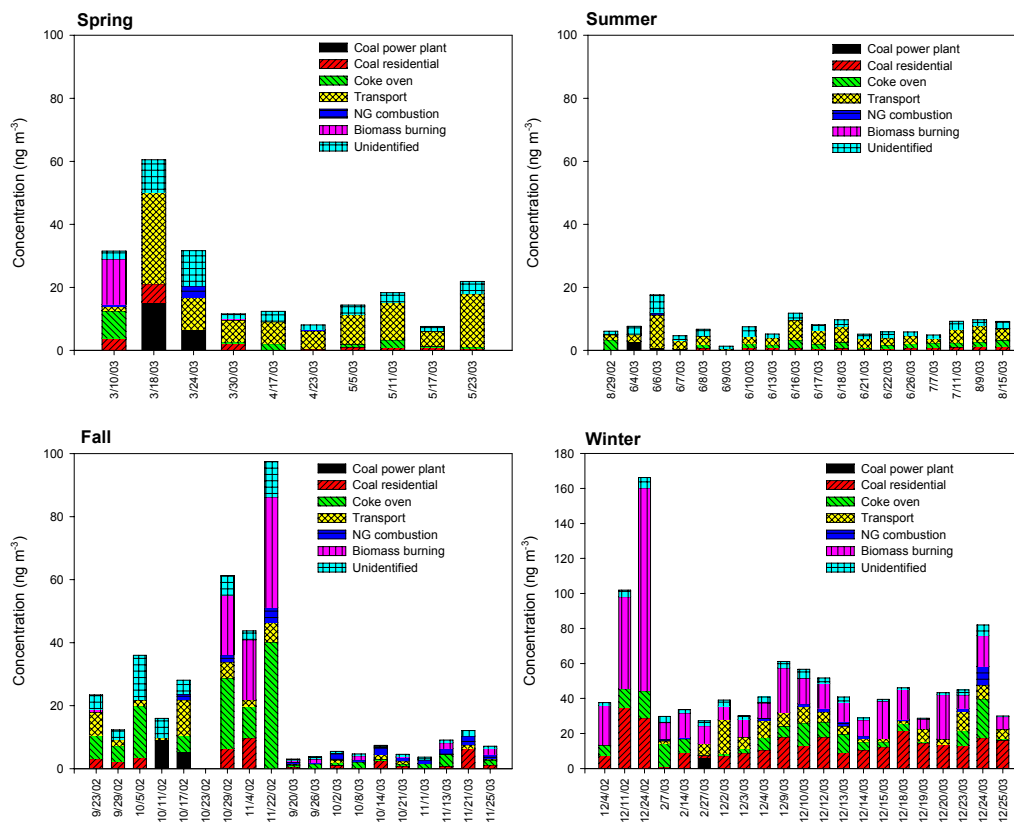 Spring
Concentration (ng m-3)
100
80
60
40
20
0
Coal power plant
Coal residential
Coke oven
Transport
NG combustion
Biomass burning
Unidentified
3/10/03
3/18/03
3/24/03
3/30/03
4/17/03
4/23/03
5/5/03
5/11/03
5/17/03
5/23/03
Summer
Concentration (ng m-3)
100
80
60
40
20
0
Coal power plant
Coal residential
Coke oven
Transport
NG combustion
Biomass burning
Unidentified
8/29/02
6/4/03
6/6/03
6/7/03
6/8/03
6/9/03
6/10/03
6/13/03
6/16/03
6/17/03
6/18/03
6/21/03
6/22/03
6/26/03
7/7/03
7/11/03
8/9/03
8/15/03
Fall
Concentration (ng m-3)
100
80
60
40
20
0
Coal power plant
Coal residential
Coke oven
Transport
NG combustion
Biomass burning
Unidentified
9/23/02
9/29/02
10/5/02
10/11/02
10/17/02
10/23/02
10/29/02
11/4/02
11/22/02
9/20/03
9/26/03
10/2/03
10/8/03
10/14/03
10/21/03
11/1/03
11/13/03
11/21/03
11/25/03
Winter
Concentration (ng m-3)
180
160
140
120
100
80
60
40
20
0
Coal power plant
Coal residential
Coke oven
Transport
NG combustion
Biomass burning
Unidentified
12/4/02
12/11/02
12/24/02
2/7/03
2/14/03
2/27/03
12/2/03
12/3/03
12/4/03
12/9/03
12/10/03
12/12/03
12/13/03
12/14/03
12/15/03
12/18/03
12/19/03
12/20/03
12/23/03
12/24/03
12/25/03